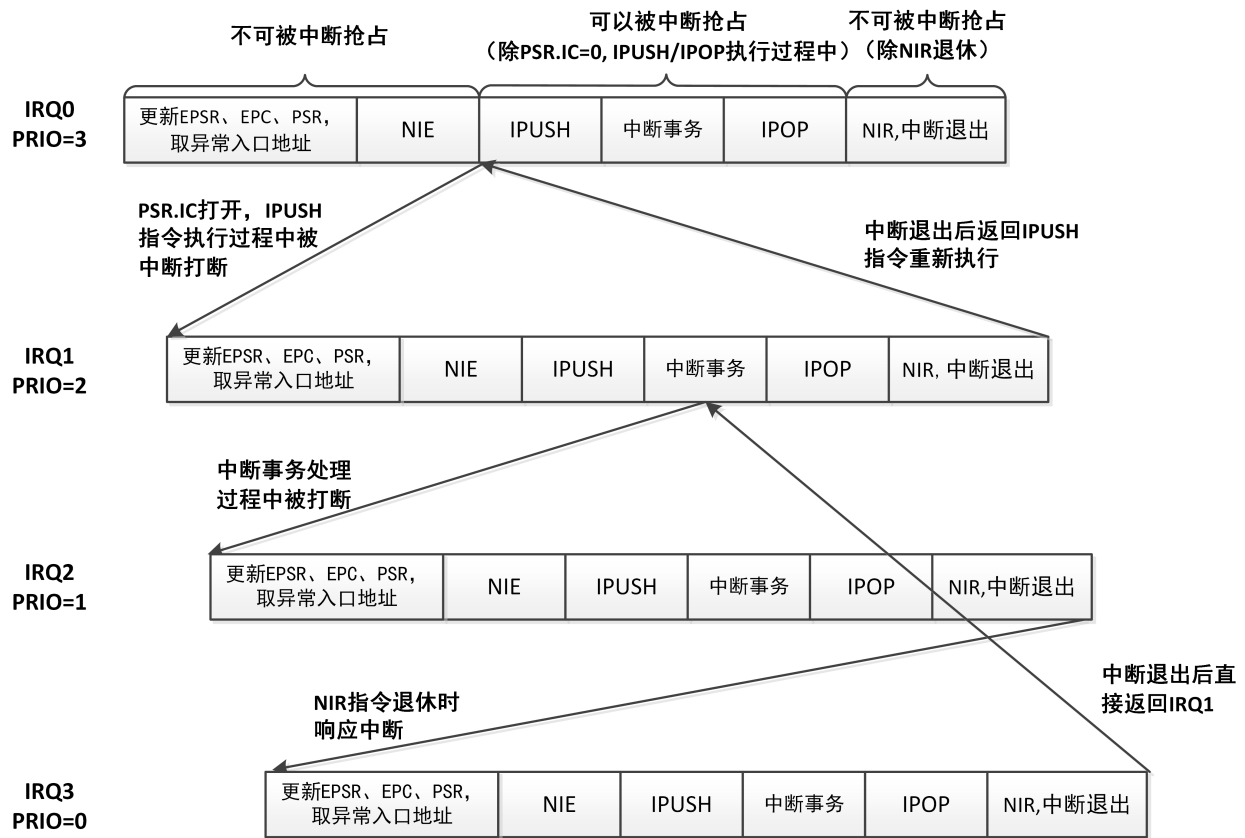 不可被中断抢占
可以被中断抢占
（除PSR.IC=0, IPUSH/IPOP执行过程中）
不可被中断抢占
（除NIR退休）
IRQ0
PRIO=3
更新EPSR、EPC、PSR，
取异常入口地址
NIE
IPUSH
中断事务
IPOP
NIR,中断退出
PSR.IC打开，IPUSH
指令执行过程中被
中断打断
中断退出后返回IPUSH
指令重新执行
IRQ1
PRIO=2
更新EPSR、EPC、PSR，
取异常入口地址
NIE
IPUSH
中断事务
IPOP
NIR，中断退出
中断事务处理
过程中被打断
IRQ2
PRIO=1
更新EPSR、EPC、PSR，
取异常入口地址
NIE
IPUSH
中断事务
IPOP
NIR,中断退出
NIR指令退休时
响应中断
中断退出后直
接返回IRQ1
IRQ3
PRIO=0
更新EPSR、EPC、PSR，
取异常入口地址
NIE
IPUSH
中断事务
IPOP
NIR,中断退出